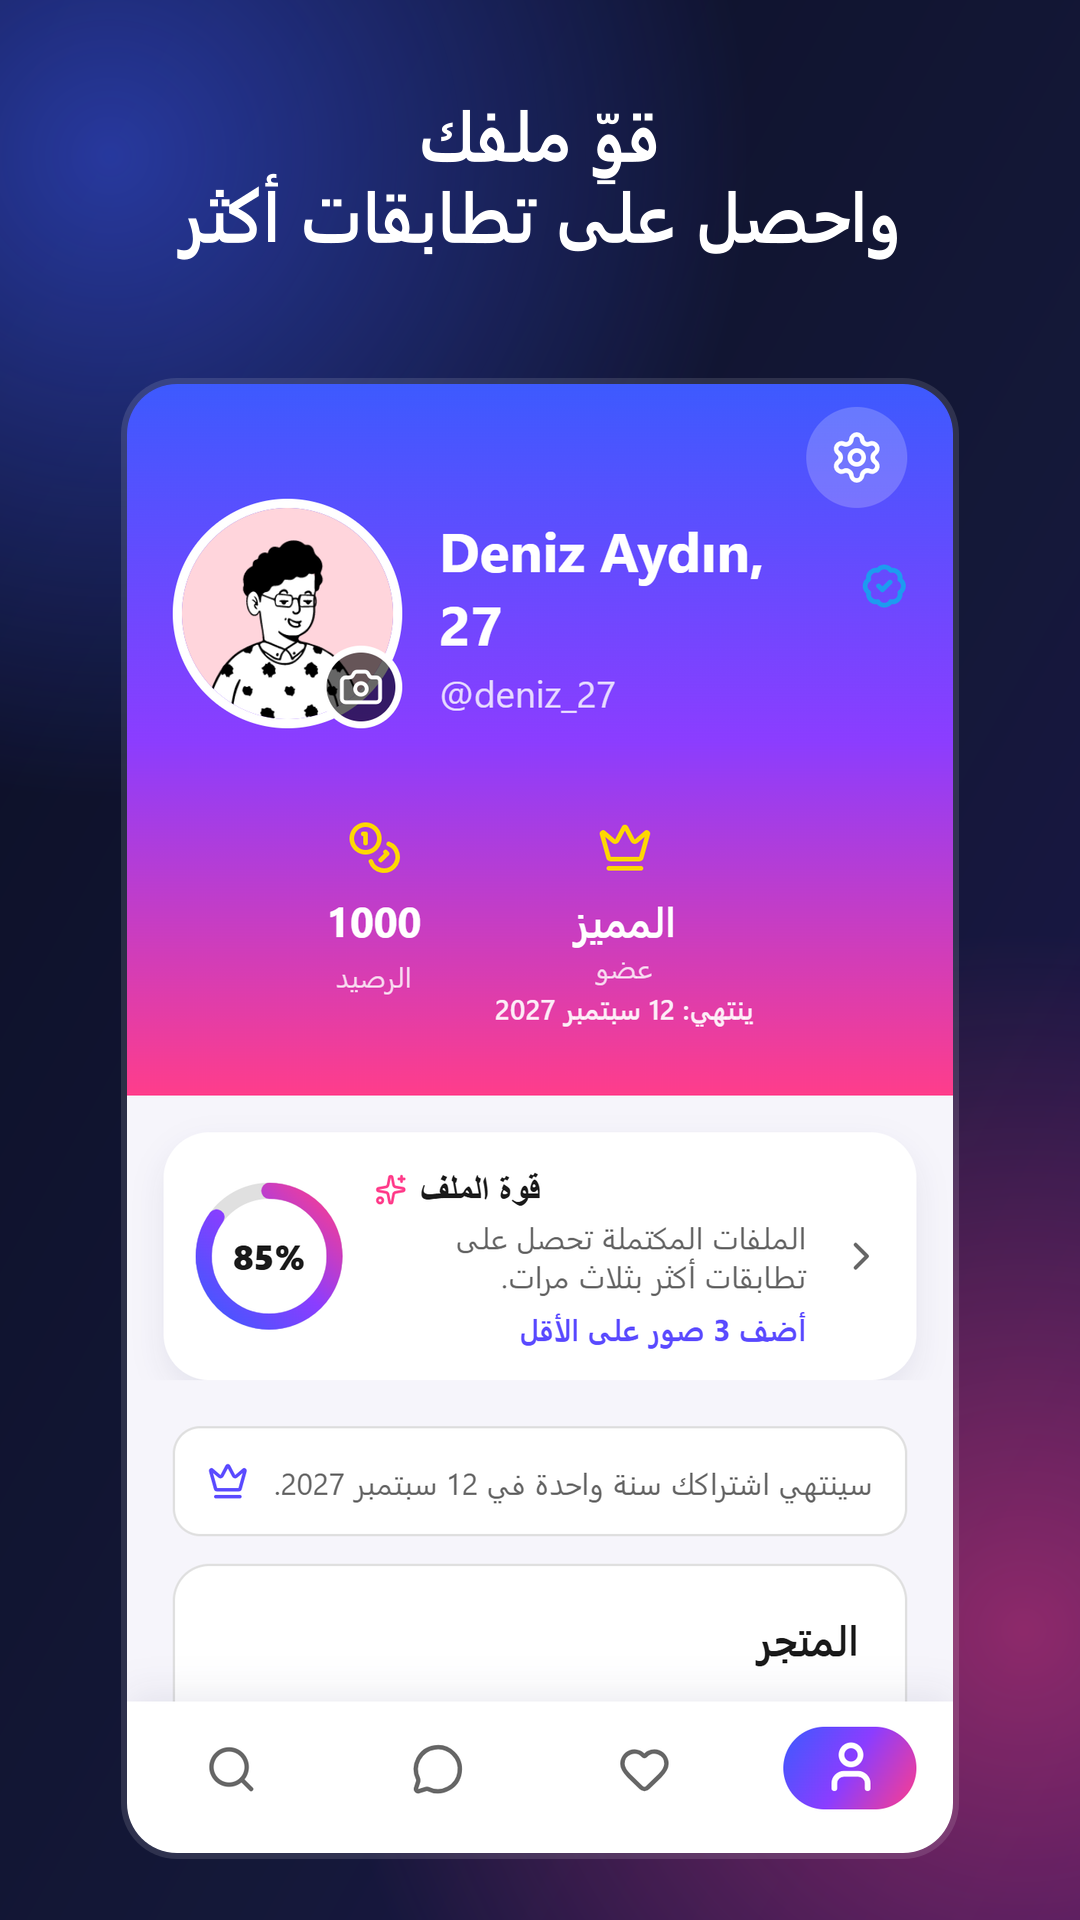 قوِّ ملفك
واحصل على تطابقات أكثر
Deniz Aydın,
27
@deniz_27
1000
الرصيد
المميز
عضو
ينتهي: 12 سبتمبر 2027
85%
قوة الملف
الملفات المكتملة تحصل على
تطابقات أكثر بثلاث مرات.
أضف 3 صور على الأقل
سينتهي اشتراكك سنة واحدة في 12 سبتمبر 2027.
المتجر